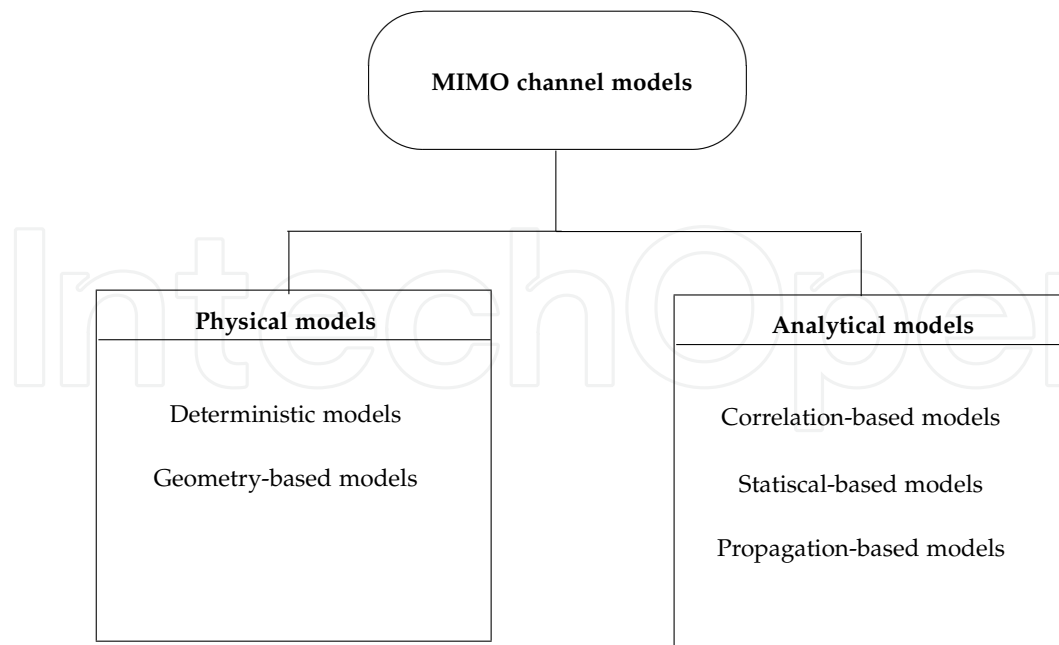 MIMO channel models
Physical models
Deterministic models
Geometry-based models
Analytical models
Correlation-based models
Statiscal-based models
Propagation-based models
IntechOpen